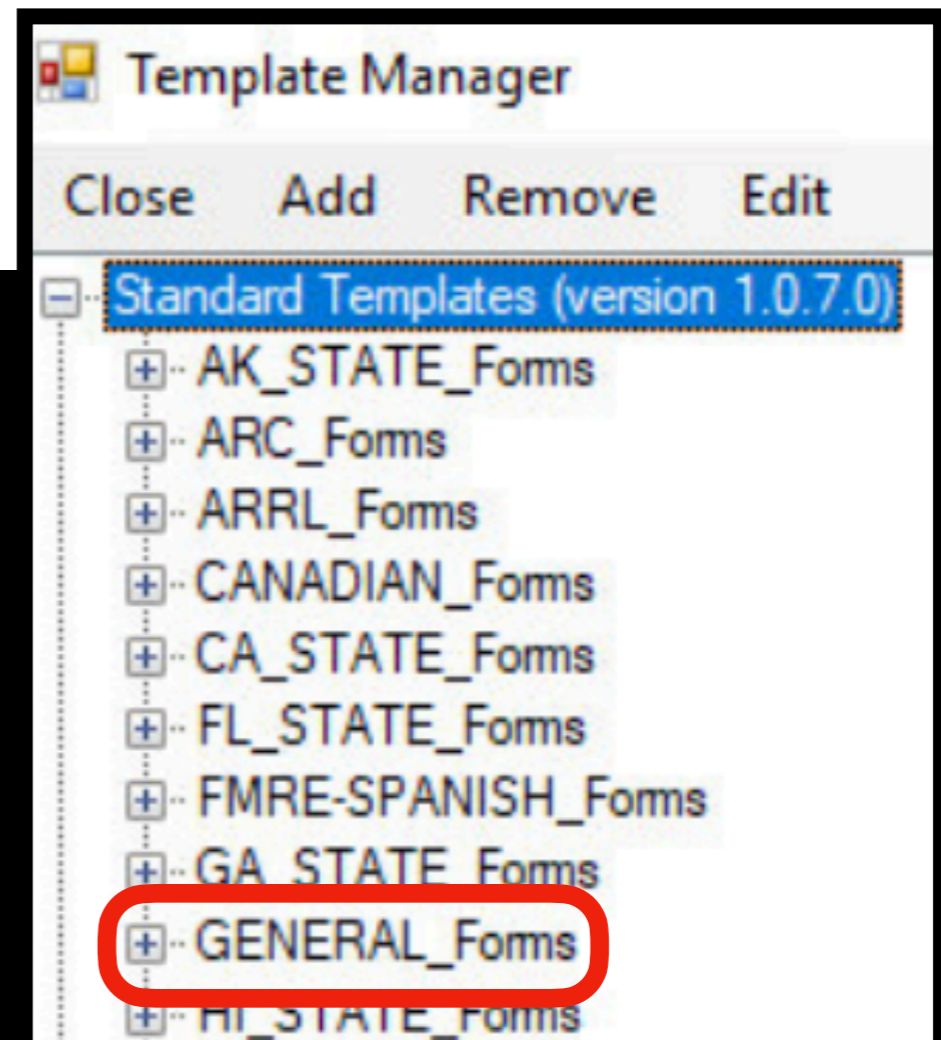 Template Manager
Close Add Remove Edit
Standard Templates (version 1.0.7.0)
AK_STATE_Forms
ARC_Forms
ARRL_Forms
CANADIAN_Forms
CA_STATE_Forms
FL_STATE_Forms
FMRE-SPANISH_Forms
GA_STATE_Forms
GENERAL_Forms
HI_STATE_Forms